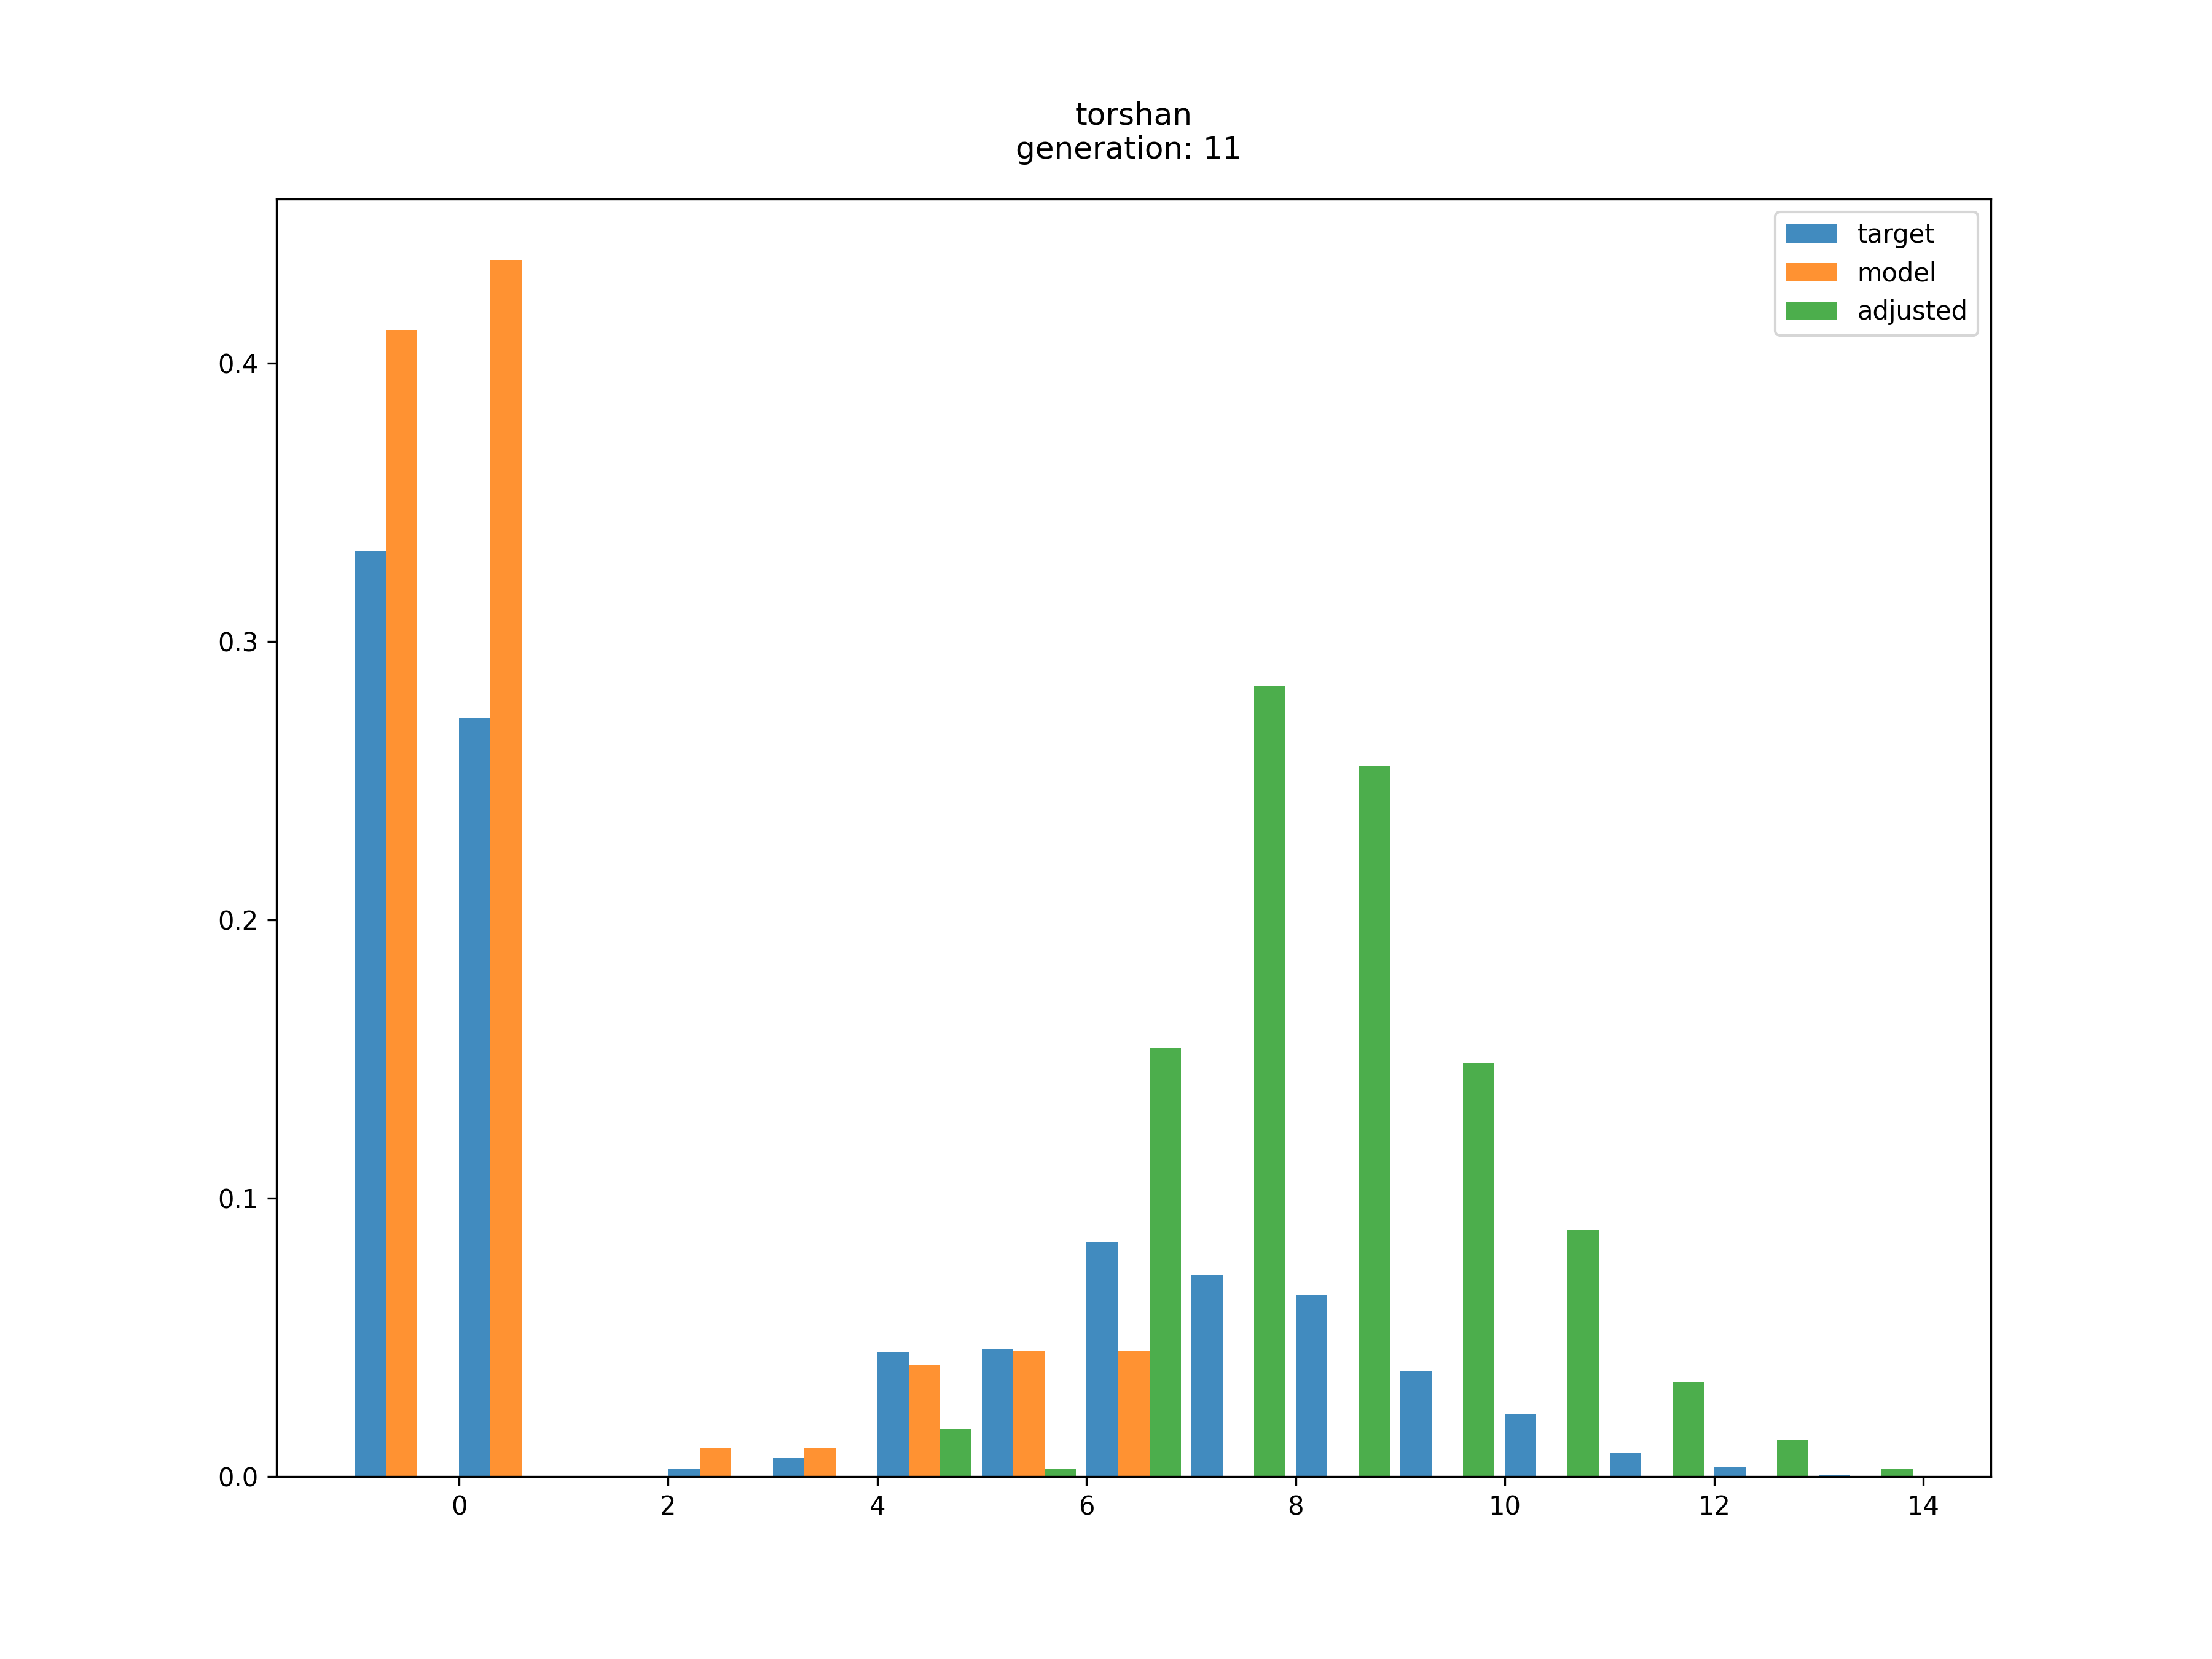 torshan
generation: 11
target
model
adjusted
0.4
0.3
0.2
0.1
0.0
0 2 4 6 8 10 12 14